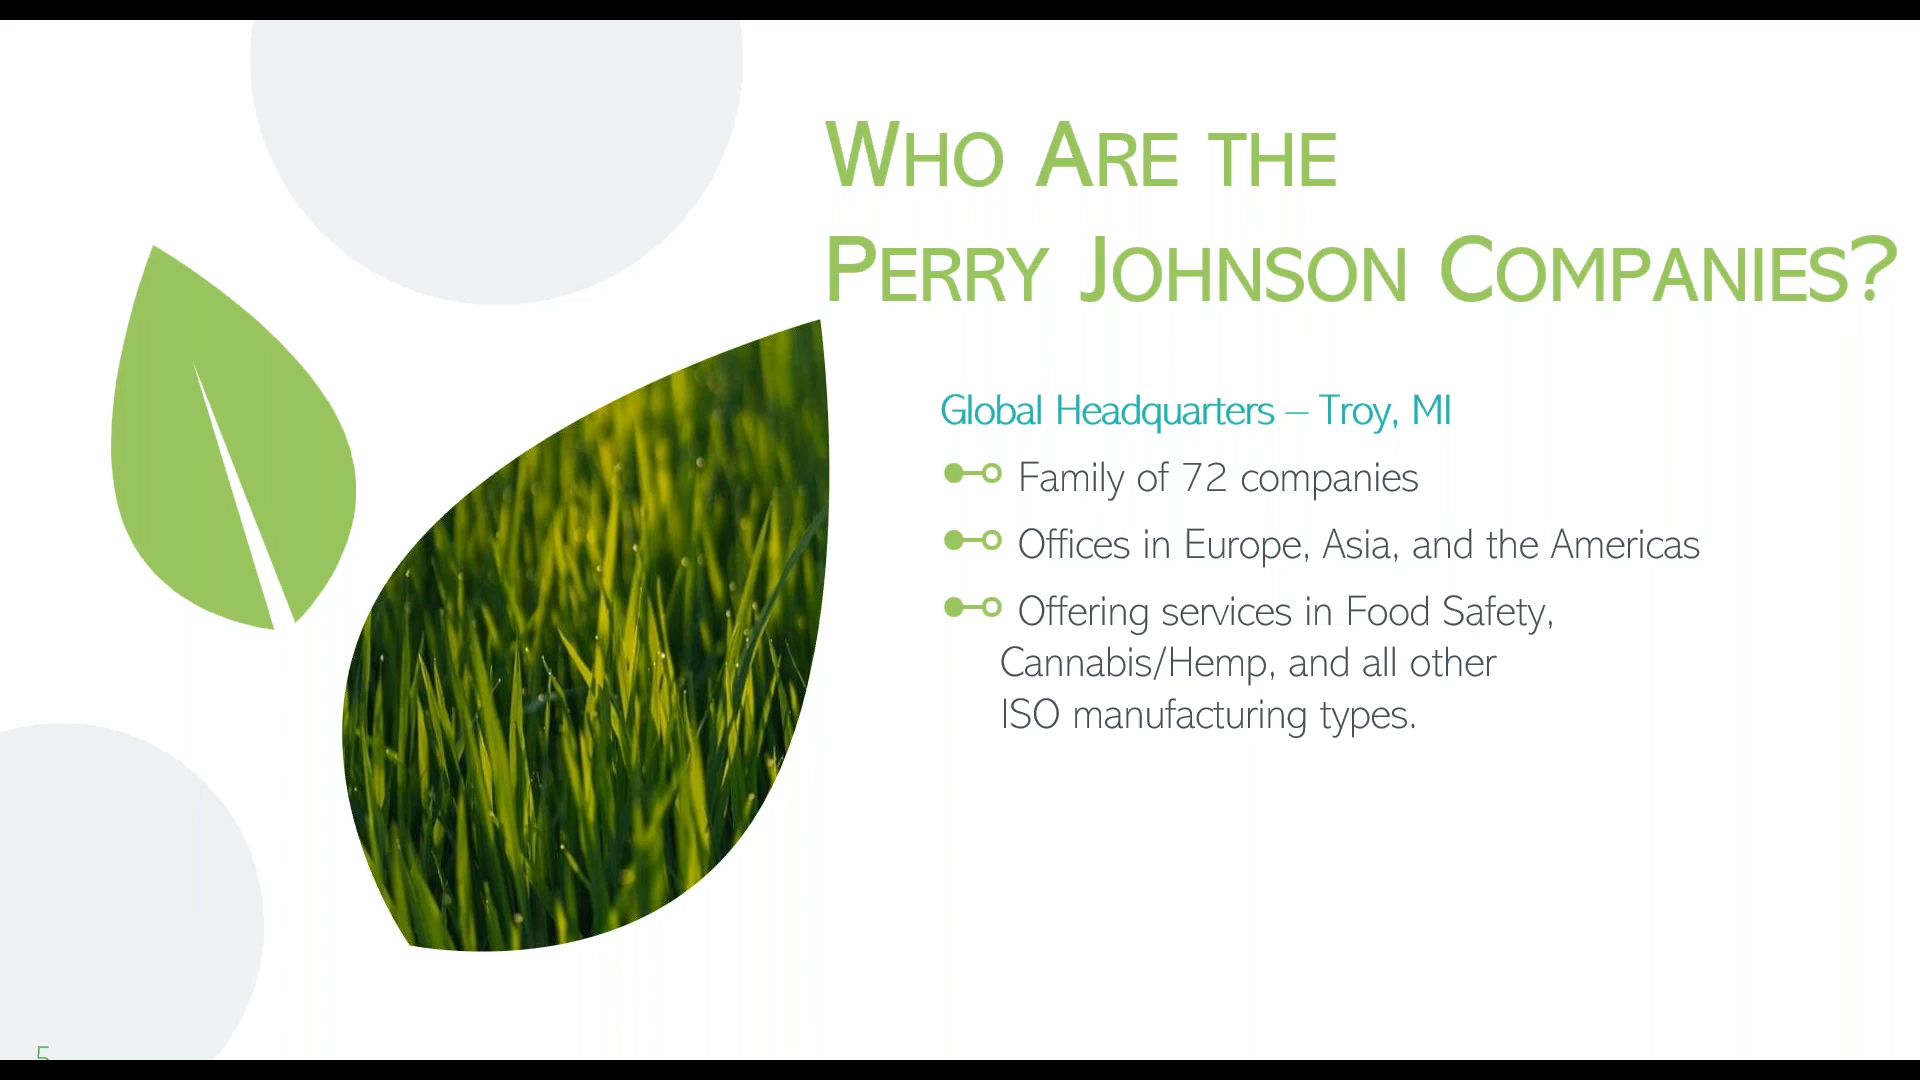 WHO ARE THE
PERRY JOHNSON COMPANIES?
Global Headquarters – Troy, MI
Family of 72 companies
Offices in Europe, Asia, and the Americas
Offering services in Food Safety,
Cannabis/Hemp, and all other
ISO manufacturing types.
5